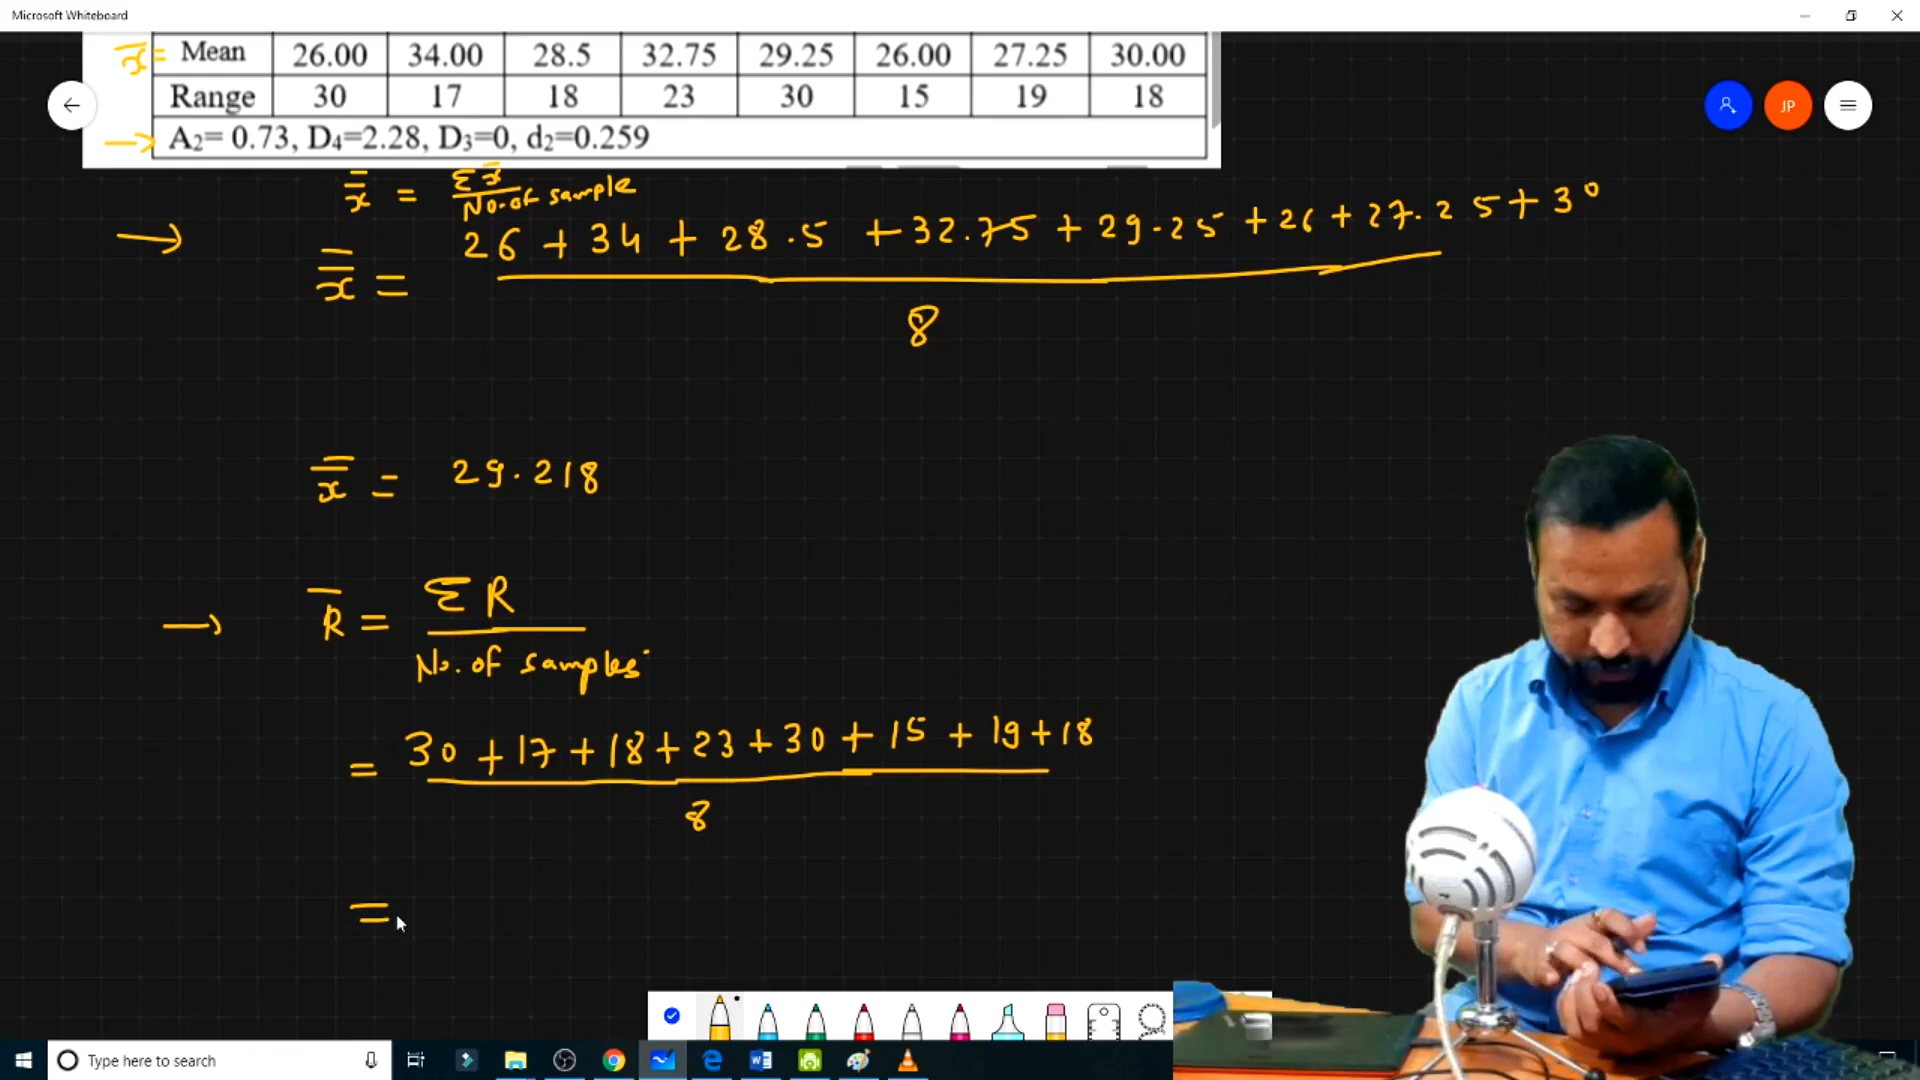 Microsoft Whiteboard
x̄ = Mean 26.00 34.00 28.5 32.75 29.25 26.00 27.25 30.00
Range 30 17 18 23 30 15 19 18
→ A₂= 0.73, D₄=2.28, D₃=0, d₂=0.259
JP
x̿ = Σx̄ / No. of sample
→ x̿ = 26 + 34 + 28.5 + 32.75 + 29.25 + 26 + 27.25 + 30
8
x̿ = 29.218
→ R̄ = ΣR
No. of samples
= 30 + 17 + 18 + 23 + 30 + 15 + 19 + 18
8
=
Type here to search